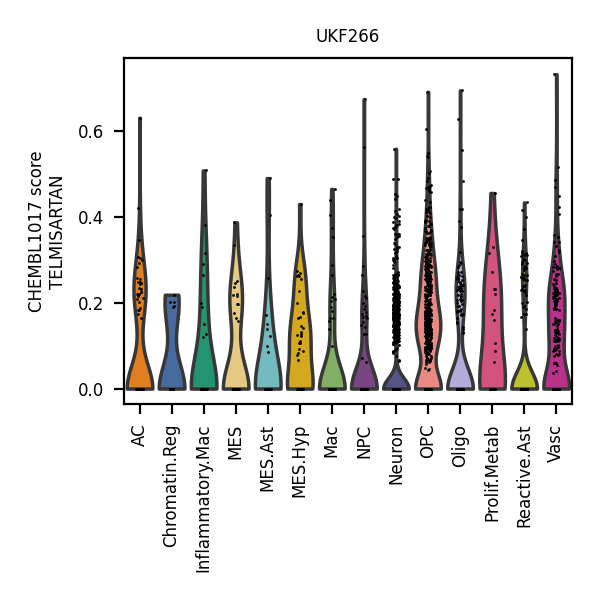 UKF266
CHEMBL1017 score
TELMISARTAN
0.6
0.4
0.2
0.0
AC
Chromatin.Reg
Inflammatory.Mac
MES
MES.Ast
MES.Hyp
Mac
NPC
Neuron
OPC
Oligo
Prolif.Metab
Reactive.Ast
Vasc